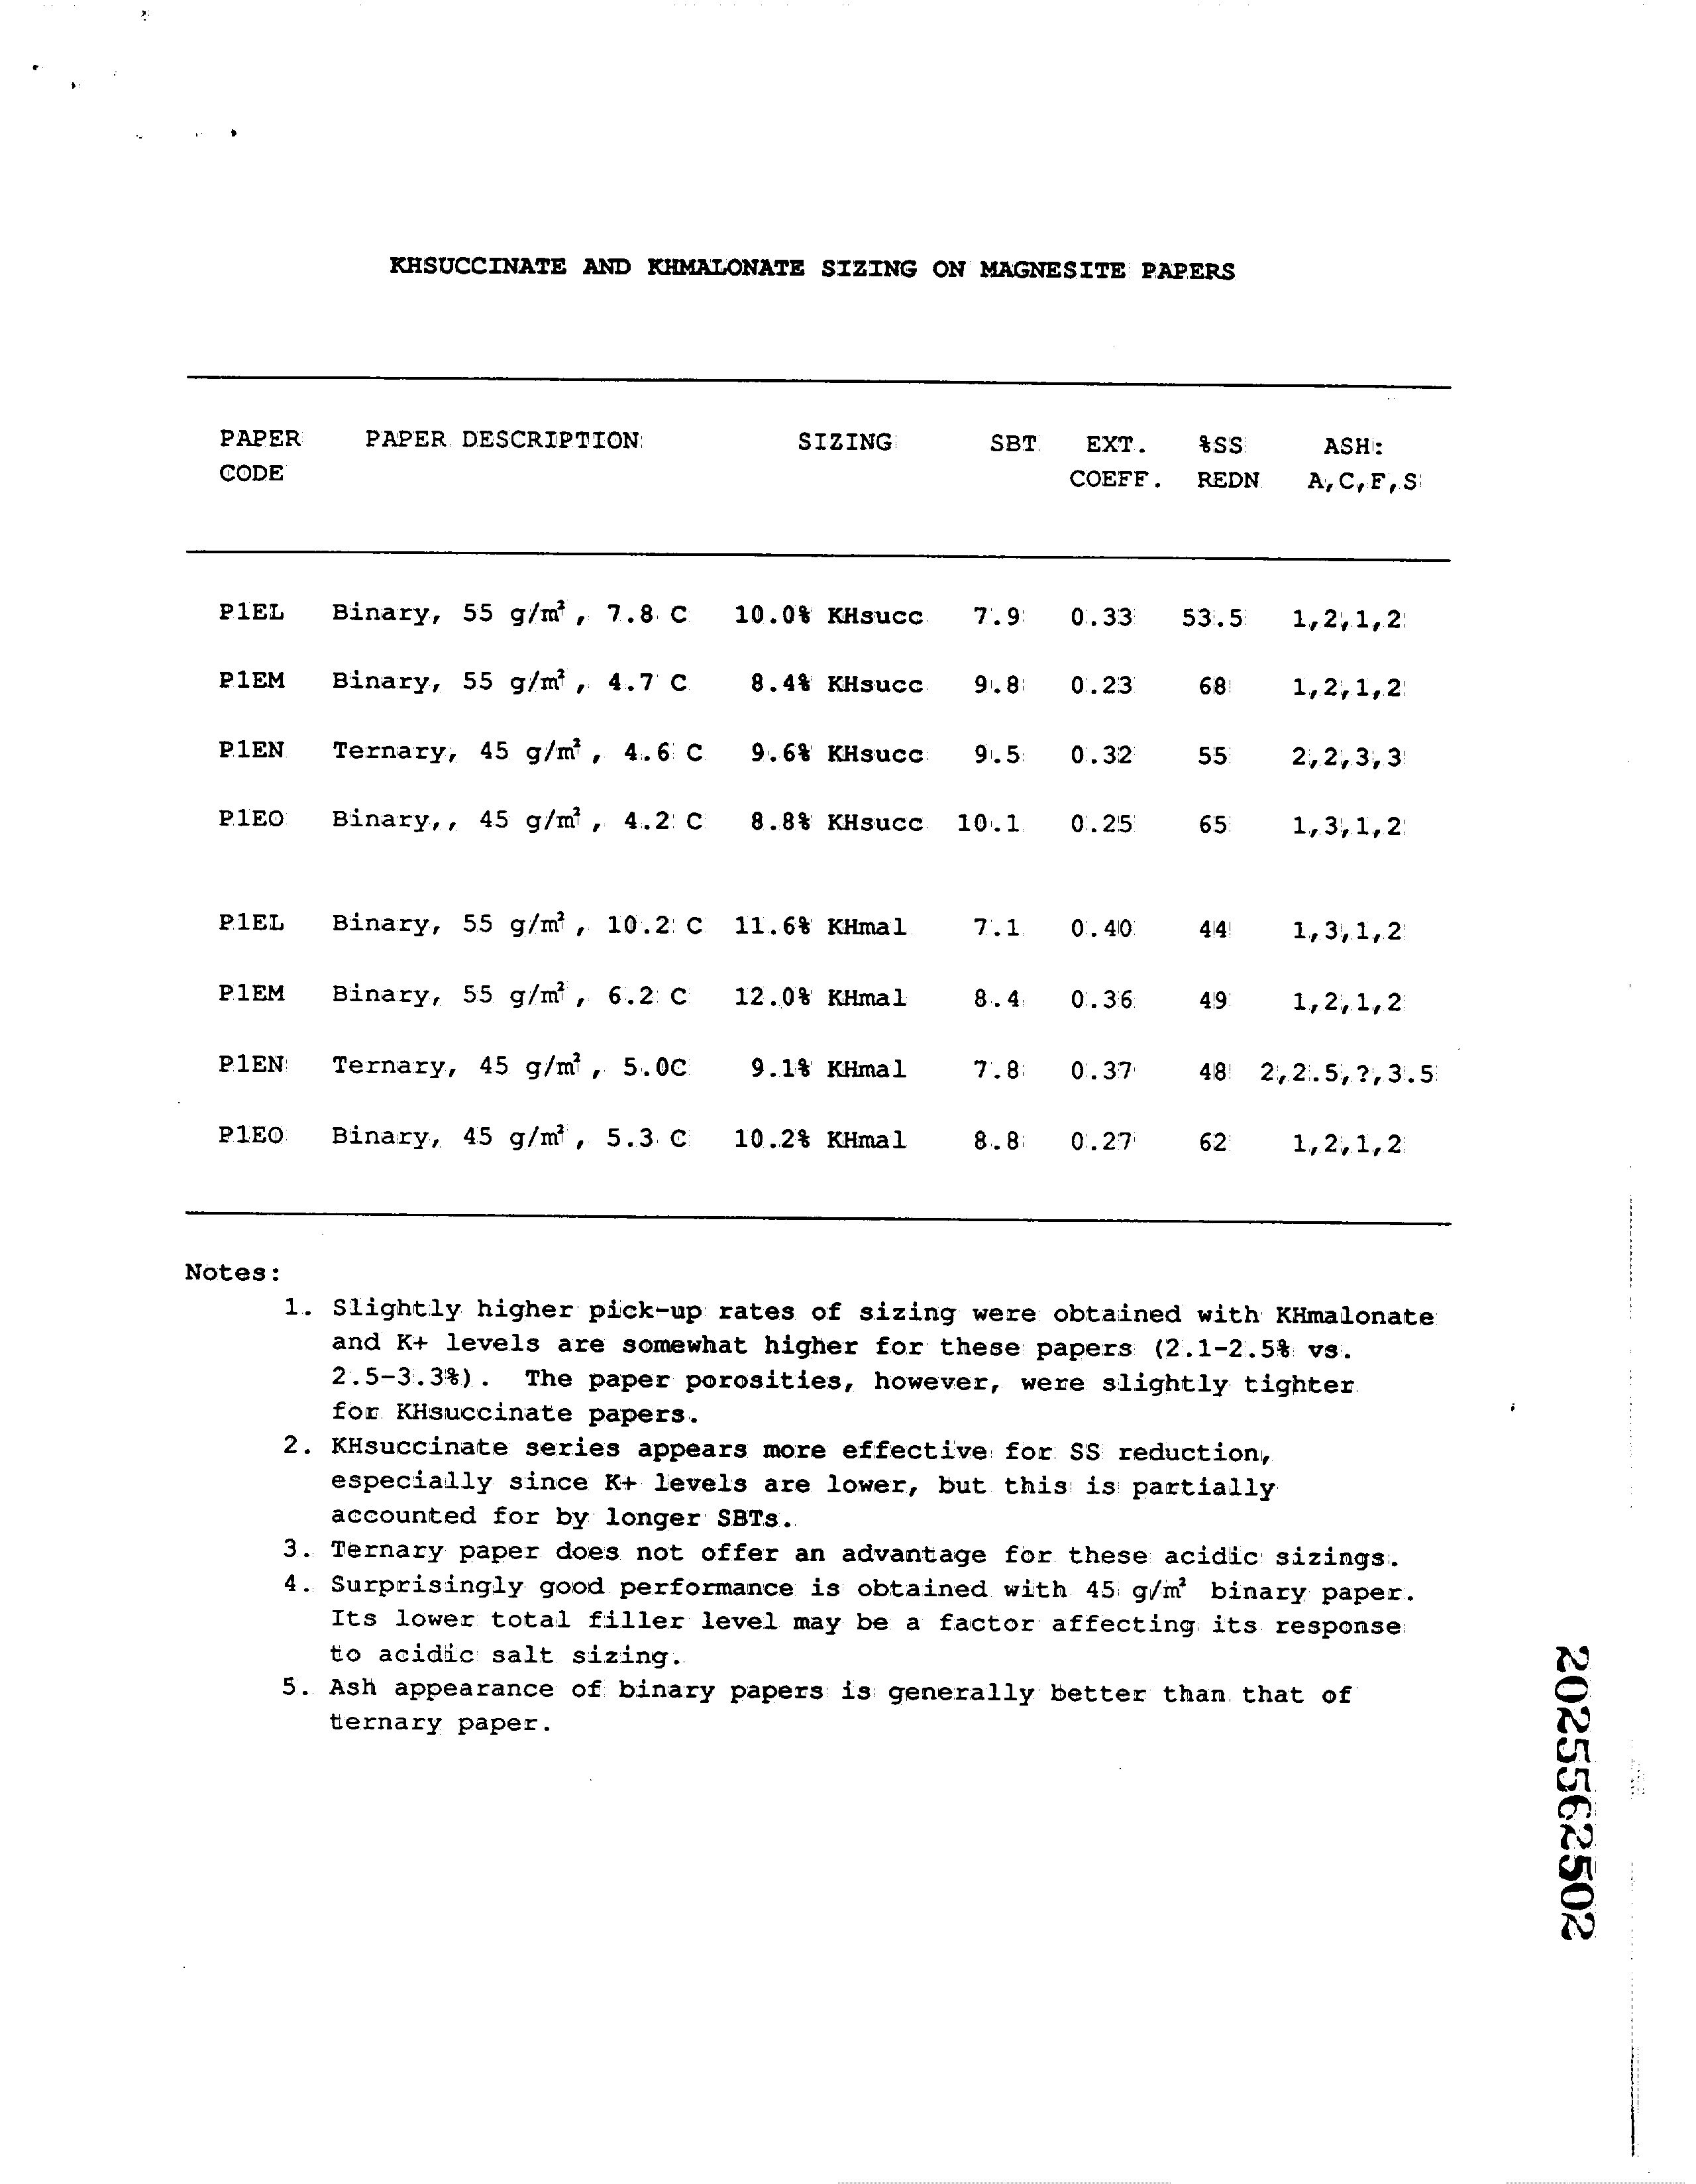 KHSUCCINATE AND KHMALONATE SIZING ON MAGNESITE PAPERS
PAPER PAPER DESCRIPTION SIZING SBT EXT. %SS ASH:
CODE COEFF. REDN A,C,F,S
P1EL Binary, 55 g/m², 7.8 C 10.0% KHsucc 7.9 0.33 53.5 1,2,1,2
P1EM Binary, 55 g/m², 4.7 C 8.4% KHsucc 9.8 0.23 68 1,2,1,2
P1EN Ternary, 45 g/m², 4.6 C 9.6% KHsucc 9.5 0.32 55 2,2,3,3
P1EO Binary,, 45 g/m², 4.2 C 8.8% KHsucc 10.1 0.25 65 1,3,1,2
P1EL Binary, 55 g/m², 10.2 C 11.6% KHmal 7.1 0.40 44 1,3,1,2
P1EM Binary, 55 g/m², 6.2 C 12.0% KHmal 8.4 0.36 49 1,2,1,2
P1EN Ternary, 45 g/m², 5.0C 9.1% KHmal 7.8 0.37 48 2,2.5,?,3.5
P1EO Binary, 45 g/m², 5.3 C 10.2% KHmal 8.8 0.27 62 1,2,1,2
Notes:
1. Slightly higher pick-up rates of sizing were obtained with KHmalonate
and K+ levels are somewhat higher for these papers (2.1-2.5% vs.
2.5-3.3%). The paper porosities, however, were slightly tighter
for KHsuccinate papers.
2. KHsuccinate series appears more effective for SS reduction,
especially since K+ levels are lower, but this is partially
accounted for by longer SBTs.
3. Ternary paper does not offer an advantage for these acidic sizings.
4. Surprisingly good performance is obtained with 45 g/m² binary paper.
Its lower total filler level may be a factor affecting its response
to acidic salt sizing.
5. Ash appearance of binary papers is generally better than that of
ternary paper.
2025562502